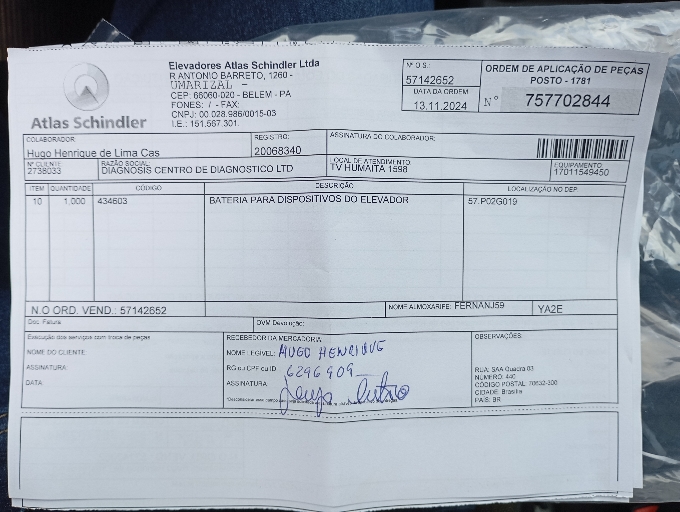 Elevadores Atlas Schindler Ltda
R ANTONIO BARRETO, 1260 -
UMARIZAL
CEP: 66060-020 - BELEM - PA
FONES: / - FAX:
CNPJ: 00.028.986/0015-03
I.E.: 151.567.301
Atlas Schindler
Nº O.S.:
57142652
DATA DA ORDEM
13.11.2024
ORDEM DE APLICAÇÃO DE PEÇAS
POSTO - 1781
N° 757702844
COLABORADOR:
Hugo Henrique de Lima Cas
REGISTRO:
20068340
ASSINATURA DO COLABORADOR:
Nº CLIENTE
2738033
RAZÃO SOCIAL:
DIAGNOSIS CENTRO DE DIAGNOSTICO LTD
LOCAL DE ATENDIMENTO
TV HUMAITA 1598
EQUIPAMENTO
17011549450
ITEM QUANTIDADE CÓDIGO DESCRIÇÃO LOCALIZAÇÃO NO DEP.
10 1,000 434603 BATERIA PARA DISPOSITIVOS DO ELEVADOR 57.P02G019
N.O ORD. VEND.: 57142652
NOME ALMOXARIFE: FERNANJ59
YA2E
Doc. Fatura:
OVM Devolução:
Execução dos serviços com troca de peças
NOME DO CLIENTE:
ASSINATURA:
DATA:
RECEBEDOR DA MERCADORIA
NOME LEGÍVEL: HUGO HENRIQUE
RG ou CPF ou ID: 6296909
ASSINATURA:
OBSERVAÇÕES:
RUA: SAA Quadra 03
NÚMERO: 440
CÓDIGO POSTAL: 70632-300
CIDADE: Brasília
PAÍS: BR